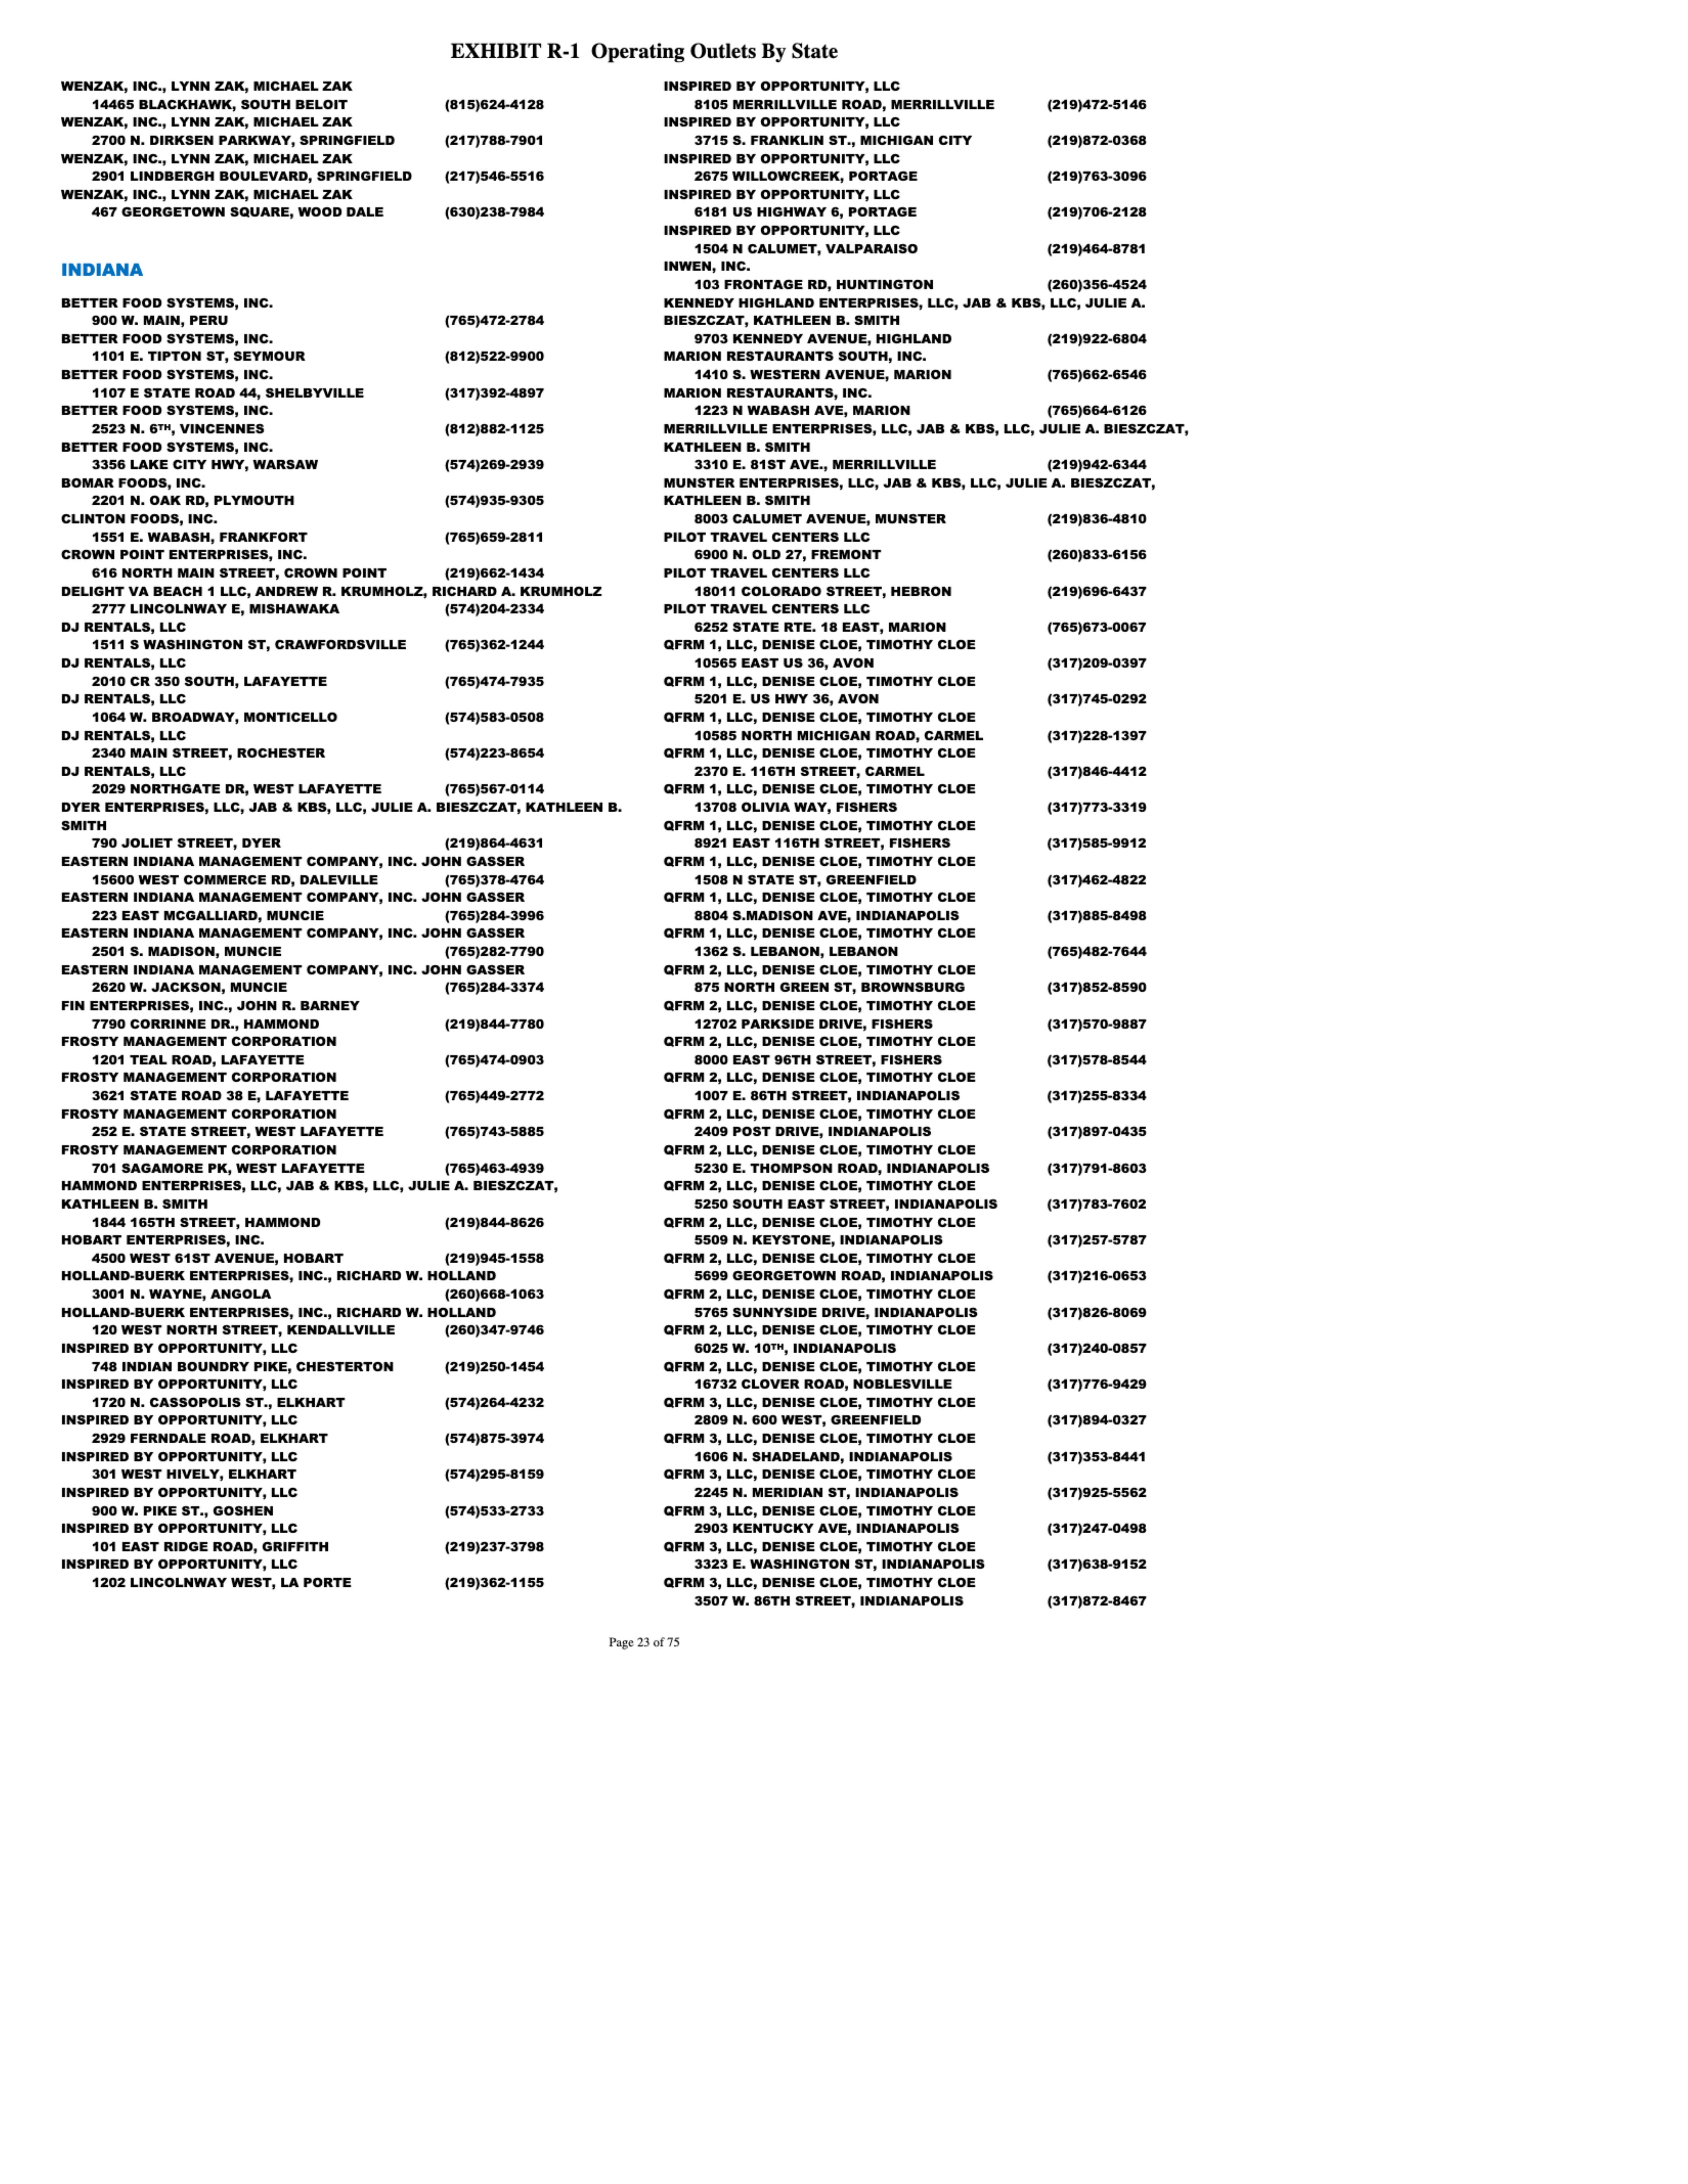 EXHIBIT R-1 Operating Outlets By State
WENZAK, INC., LYNN ZAK, MICHAEL ZAK
14465 BLACKHAWK, SOUTH BELOIT (815)624-4128
WENZAK, INC., LYNN ZAK, MICHAEL ZAK
2700 N. DIRKSEN PARKWAY, SPRINGFIELD (217)788-7901
WENZAK, INC., LYNN ZAK, MICHAEL ZAK
2901 LINDBERGH BOULEVARD, SPRINGFIELD (217)546-5516
WENZAK, INC., LYNN ZAK, MICHAEL ZAK
467 GEORGETOWN SQUARE, WOOD DALE (630)238-7984
INDIANA
BETTER FOOD SYSTEMS, INC.
900 W. MAIN, PERU (765)472-2784
BETTER FOOD SYSTEMS, INC.
1101 E. TIPTON ST, SEYMOUR (812)522-9900
BETTER FOOD SYSTEMS, INC.
1107 E STATE ROAD 44, SHELBYVILLE (317)392-4897
BETTER FOOD SYSTEMS, INC.
2523 N. 6TH, VINCENNES (812)882-1125
BETTER FOOD SYSTEMS, INC.
3356 LAKE CITY HWY, WARSAW (574)269-2939
BOMAR FOODS, INC.
2201 N. OAK RD, PLYMOUTH (574)935-9305
CLINTON FOODS, INC.
1551 E. WABASH, FRANKFORT (765)659-2811
CROWN POINT ENTERPRISES, INC.
616 NORTH MAIN STREET, CROWN POINT (219)662-1434
DELIGHT VA BEACH 1 LLC, ANDREW R. KRUMHOLZ, RICHARD A. KRUMHOLZ
2777 LINCOLNWAY E, MISHAWAKA (574)204-2334
DJ RENTALS, LLC
1511 S WASHINGTON ST, CRAWFORDSVILLE (765)362-1244
DJ RENTALS, LLC
2010 CR 350 SOUTH, LAFAYETTE (765)474-7935
DJ RENTALS, LLC
1064 W. BROADWAY, MONTICELLO (574)583-0508
DJ RENTALS, LLC
2340 MAIN STREET, ROCHESTER (574)223-8654
DJ RENTALS, LLC
2029 NORTHGATE DR, WEST LAFAYETTE (765)567-0114
DYER ENTERPRISES, LLC, JAB & KBS, LLC, JULIE A. BIESZCZAT, KATHLEEN B.
SMITH
790 JOLIET STREET, DYER (219)864-4631
EASTERN INDIANA MANAGEMENT COMPANY, INC. JOHN GASSER
15600 WEST COMMERCE RD, DALEVILLE (765)378-4764
EASTERN INDIANA MANAGEMENT COMPANY, INC. JOHN GASSER
223 EAST MCGALLIARD, MUNCIE (765)284-3996
EASTERN INDIANA MANAGEMENT COMPANY, INC. JOHN GASSER
2501 S. MADISON, MUNCIE (765)282-7790
EASTERN INDIANA MANAGEMENT COMPANY, INC. JOHN GASSER
2620 W. JACKSON, MUNCIE (765)284-3374
FIN ENTERPRISES, INC., JOHN R. BARNEY
7790 CORRINNE DR., HAMMOND (219)844-7780
FROSTY MANAGEMENT CORPORATION
1201 TEAL ROAD, LAFAYETTE (765)474-0903
FROSTY MANAGEMENT CORPORATION
3621 STATE ROAD 38 E, LAFAYETTE (765)449-2772
FROSTY MANAGEMENT CORPORATION
252 E. STATE STREET, WEST LAFAYETTE (765)743-5885
FROSTY MANAGEMENT CORPORATION
701 SAGAMORE PK, WEST LAFAYETTE (765)463-4939
HAMMOND ENTERPRISES, LLC, JAB & KBS, LLC, JULIE A. BIESZCZAT,
KATHLEEN B. SMITH
1844 165TH STREET, HAMMOND (219)844-8626
HOBART ENTERPRISES, INC.
4500 WEST 61ST AVENUE, HOBART (219)945-1558
HOLLAND-BUERK ENTERPRISES, INC., RICHARD W. HOLLAND
3001 N. WAYNE, ANGOLA (260)668-1063
HOLLAND-BUERK ENTERPRISES, INC., RICHARD W. HOLLAND
120 WEST NORTH STREET, KENDALLVILLE (260)347-9746
INSPIRED BY OPPORTUNITY, LLC
748 INDIAN BOUNDRY PIKE, CHESTERTON (219)250-1454
INSPIRED BY OPPORTUNITY, LLC
1720 N. CASSOPOLIS ST., ELKHART (574)264-4232
INSPIRED BY OPPORTUNITY, LLC
2929 FERNDALE ROAD, ELKHART (574)875-3974
INSPIRED BY OPPORTUNITY, LLC
301 WEST HIVELY, ELKHART (574)295-8159
INSPIRED BY OPPORTUNITY, LLC
900 W. PIKE ST., GOSHEN (574)533-2733
INSPIRED BY OPPORTUNITY, LLC
101 EAST RIDGE ROAD, GRIFFITH (219)237-3798
INSPIRED BY OPPORTUNITY, LLC
1202 LINCOLNWAY WEST, LA PORTE (219)362-1155
INSPIRED BY OPPORTUNITY, LLC
8105 MERRILLVILLE ROAD, MERRILLVILLE (219)472-5146
INSPIRED BY OPPORTUNITY, LLC
3715 S. FRANKLIN ST., MICHIGAN CITY (219)872-0368
INSPIRED BY OPPORTUNITY, LLC
2675 WILLOWCREEK, PORTAGE (219)763-3096
INSPIRED BY OPPORTUNITY, LLC
6181 US HIGHWAY 6, PORTAGE (219)706-2128
INSPIRED BY OPPORTUNITY, LLC
1504 N CALUMET, VALPARAISO (219)464-8781
INWEN, INC.
103 FRONTAGE RD, HUNTINGTON (260)356-4524
KENNEDY HIGHLAND ENTERPRISES, LLC, JAB & KBS, LLC, JULIE A.
BIESZCZAT, KATHLEEN B. SMITH
9703 KENNEDY AVENUE, HIGHLAND (219)922-6804
MARION RESTAURANTS SOUTH, INC.
1410 S. WESTERN AVENUE, MARION (765)662-6546
MARION RESTAURANTS, INC.
1223 N WABASH AVE, MARION (765)664-6126
MERRILLVILLE ENTERPRISES, LLC, JAB & KBS, LLC, JULIE A. BIESZCZAT,
KATHLEEN B. SMITH
3310 E. 81ST AVE., MERRILLVILLE (219)942-6344
MUNSTER ENTERPRISES, LLC, JAB & KBS, LLC, JULIE A. BIESZCZAT,
KATHLEEN B. SMITH
8003 CALUMET AVENUE, MUNSTER (219)836-4810
PILOT TRAVEL CENTERS LLC
6900 N. OLD 27, FREMONT (260)833-6156
PILOT TRAVEL CENTERS LLC
18011 COLORADO STREET, HEBRON (219)696-6437
PILOT TRAVEL CENTERS LLC
6252 STATE RTE. 18 EAST, MARION (765)673-0067
QFRM 1, LLC, DENISE CLOE, TIMOTHY CLOE
10565 EAST US 36, AVON (317)209-0397
QFRM 1, LLC, DENISE CLOE, TIMOTHY CLOE
5201 E. US HWY 36, AVON (317)745-0292
QFRM 1, LLC, DENISE CLOE, TIMOTHY CLOE
10585 NORTH MICHIGAN ROAD, CARMEL (317)228-1397
QFRM 1, LLC, DENISE CLOE, TIMOTHY CLOE
2370 E. 116TH STREET, CARMEL (317)846-4412
QFRM 1, LLC, DENISE CLOE, TIMOTHY CLOE
13708 OLIVIA WAY, FISHERS (317)773-3319
QFRM 1, LLC, DENISE CLOE, TIMOTHY CLOE
8921 EAST 116TH STREET, FISHERS (317)585-9912
QFRM 1, LLC, DENISE CLOE, TIMOTHY CLOE
1508 N STATE ST, GREENFIELD (317)462-4822
QFRM 1, LLC, DENISE CLOE, TIMOTHY CLOE
8804 S.MADISON AVE, INDIANAPOLIS (317)885-8498
QFRM 1, LLC, DENISE CLOE, TIMOTHY CLOE
1362 S. LEBANON, LEBANON (765)482-7644
QFRM 2, LLC, DENISE CLOE, TIMOTHY CLOE
875 NORTH GREEN ST, BROWNSBURG (317)852-8590
QFRM 2, LLC, DENISE CLOE, TIMOTHY CLOE
12702 PARKSIDE DRIVE, FISHERS (317)570-9887
QFRM 2, LLC, DENISE CLOE, TIMOTHY CLOE
8000 EAST 96TH STREET, FISHERS (317)578-8544
QFRM 2, LLC, DENISE CLOE, TIMOTHY CLOE
1007 E. 86TH STREET, INDIANAPOLIS (317)255-8334
QFRM 2, LLC, DENISE CLOE, TIMOTHY CLOE
2409 POST DRIVE, INDIANAPOLIS (317)897-0435
QFRM 2, LLC, DENISE CLOE, TIMOTHY CLOE
5230 E. THOMPSON ROAD, INDIANAPOLIS (317)791-8603
QFRM 2, LLC, DENISE CLOE, TIMOTHY CLOE
5250 SOUTH EAST STREET, INDIANAPOLIS (317)783-7602
QFRM 2, LLC, DENISE CLOE, TIMOTHY CLOE
5509 N. KEYSTONE, INDIANAPOLIS (317)257-5787
QFRM 2, LLC, DENISE CLOE, TIMOTHY CLOE
5699 GEORGETOWN ROAD, INDIANAPOLIS (317)216-0653
QFRM 2, LLC, DENISE CLOE, TIMOTHY CLOE
5765 SUNNYSIDE DRIVE, INDIANAPOLIS (317)826-8069
QFRM 2, LLC, DENISE CLOE, TIMOTHY CLOE
6025 W. 10TH, INDIANAPOLIS (317)240-0857
QFRM 2, LLC, DENISE CLOE, TIMOTHY CLOE
16732 CLOVER ROAD, NOBLESVILLE (317)776-9429
QFRM 3, LLC, DENISE CLOE, TIMOTHY CLOE
2809 N. 600 WEST, GREENFIELD (317)894-0327
QFRM 3, LLC, DENISE CLOE, TIMOTHY CLOE
1606 N. SHADELAND, INDIANAPOLIS (317)353-8441
QFRM 3, LLC, DENISE CLOE, TIMOTHY CLOE
2245 N. MERIDIAN ST, INDIANAPOLIS (317)925-5562
QFRM 3, LLC, DENISE CLOE, TIMOTHY CLOE
2903 KENTUCKY AVE, INDIANAPOLIS (317)247-0498
QFRM 3, LLC, DENISE CLOE, TIMOTHY CLOE
3323 E. WASHINGTON ST, INDIANAPOLIS (317)638-9152
QFRM 3, LLC, DENISE CLOE, TIMOTHY CLOE
3507 W. 86TH STREET, INDIANAPOLIS (317)872-8467
Page 23 of 75